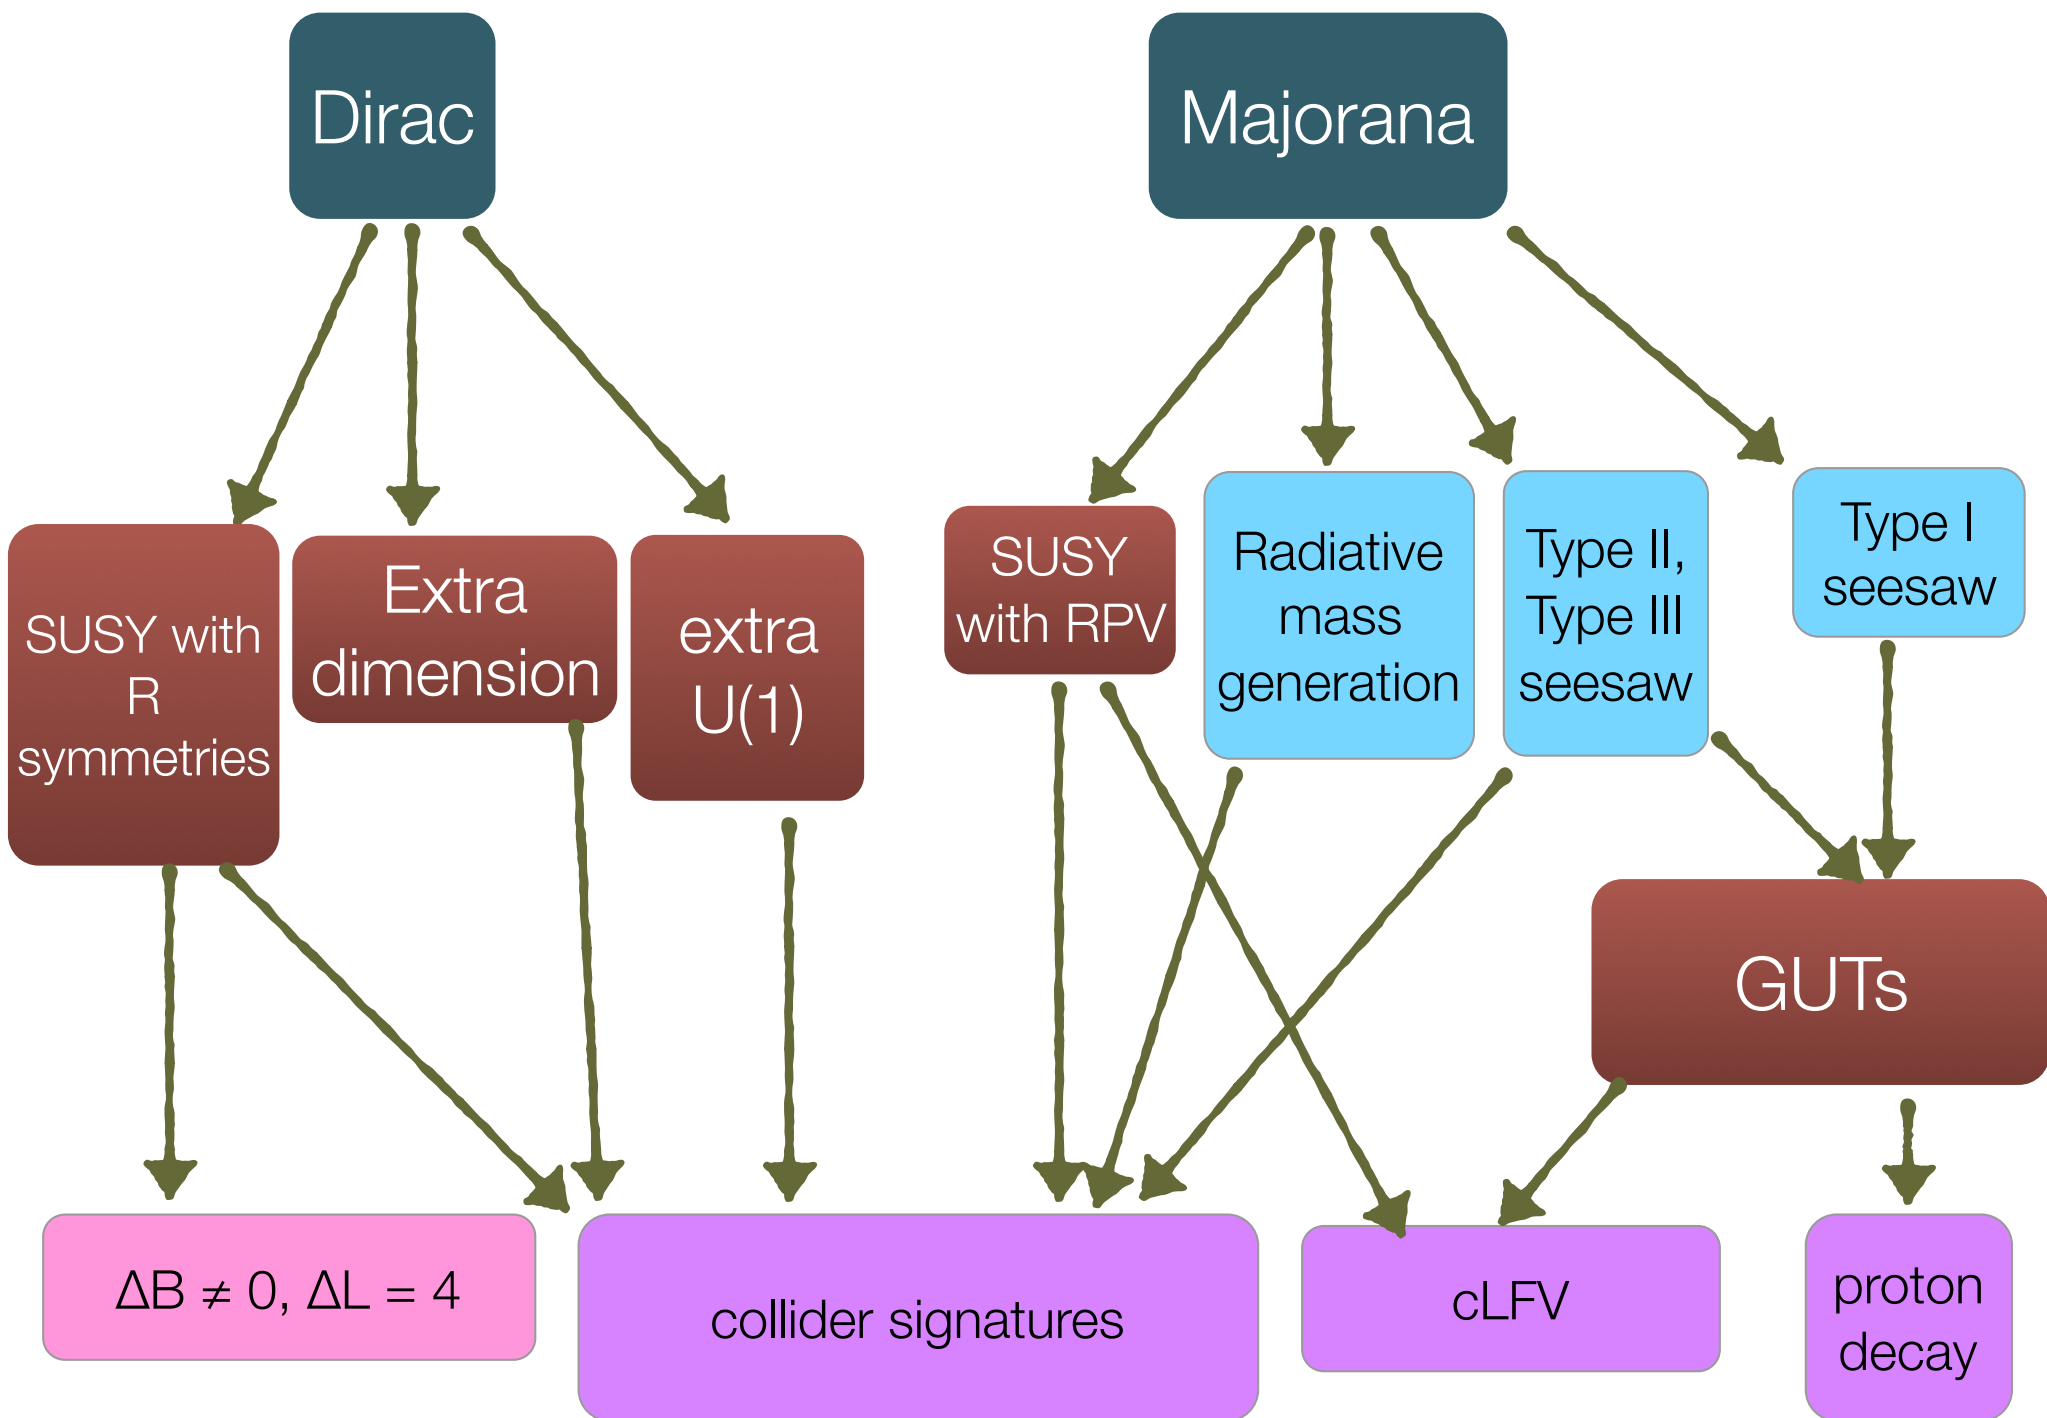 Dirac
Majorana
SUSY with
R
symmetries
Extra
dimension
extra
U(1)
SUSY
with RPV
Radiative
mass
generation
Type II,
Type III
seesaw
Type I
seesaw
GUTs
ΔB ≠ 0, ΔL = 4
collider signatures
cLFV
proton
decay